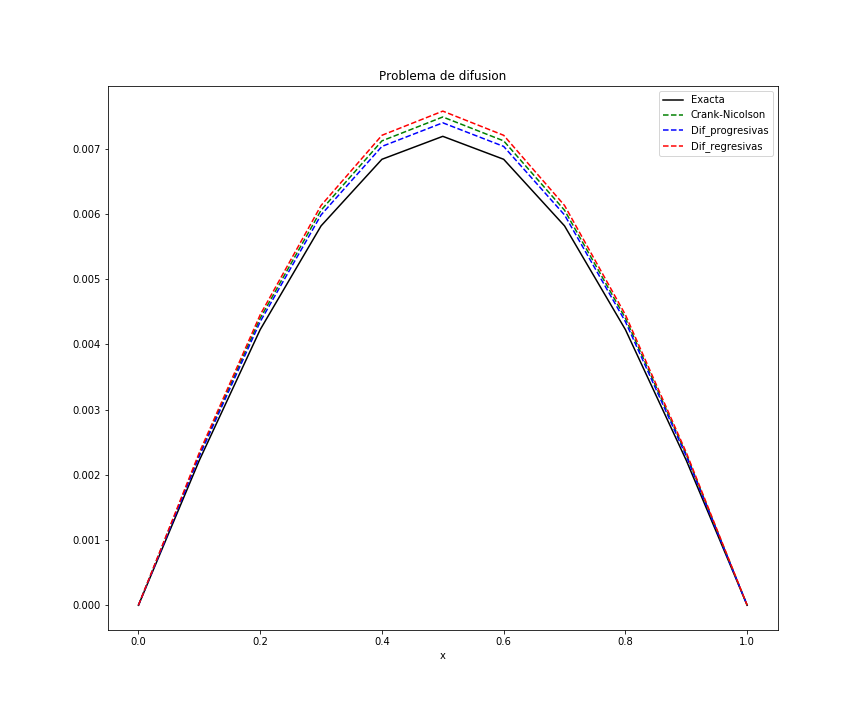 Problema de difusion
Exacta
Crank-Nicolson
Dif_progresivas
Dif_regresivas
0.007
0.006
0.005
0.004
0.003
0.002
0.001
0.000
0.0 0.2 0.4 0.6 0.8 1.0
x